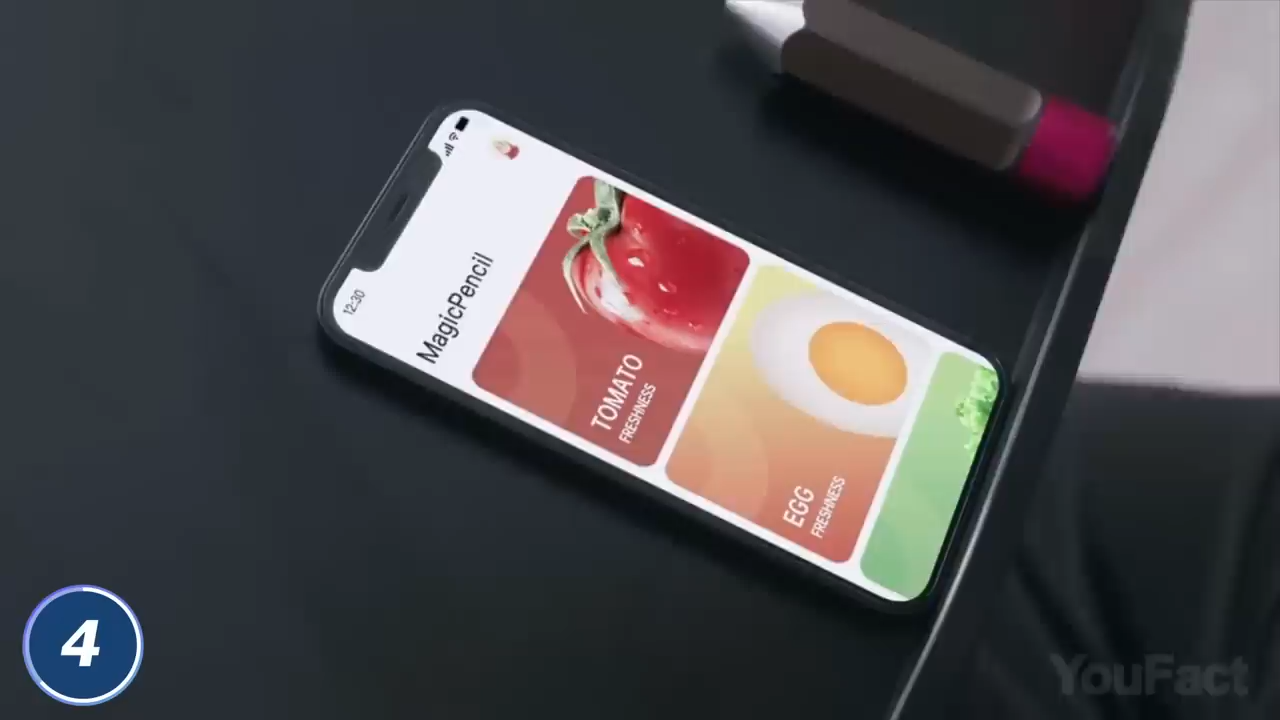 12:30
MagicPencil
TOMATO
FRESHNESS
EGG
FRESHNESS
4
YouFact